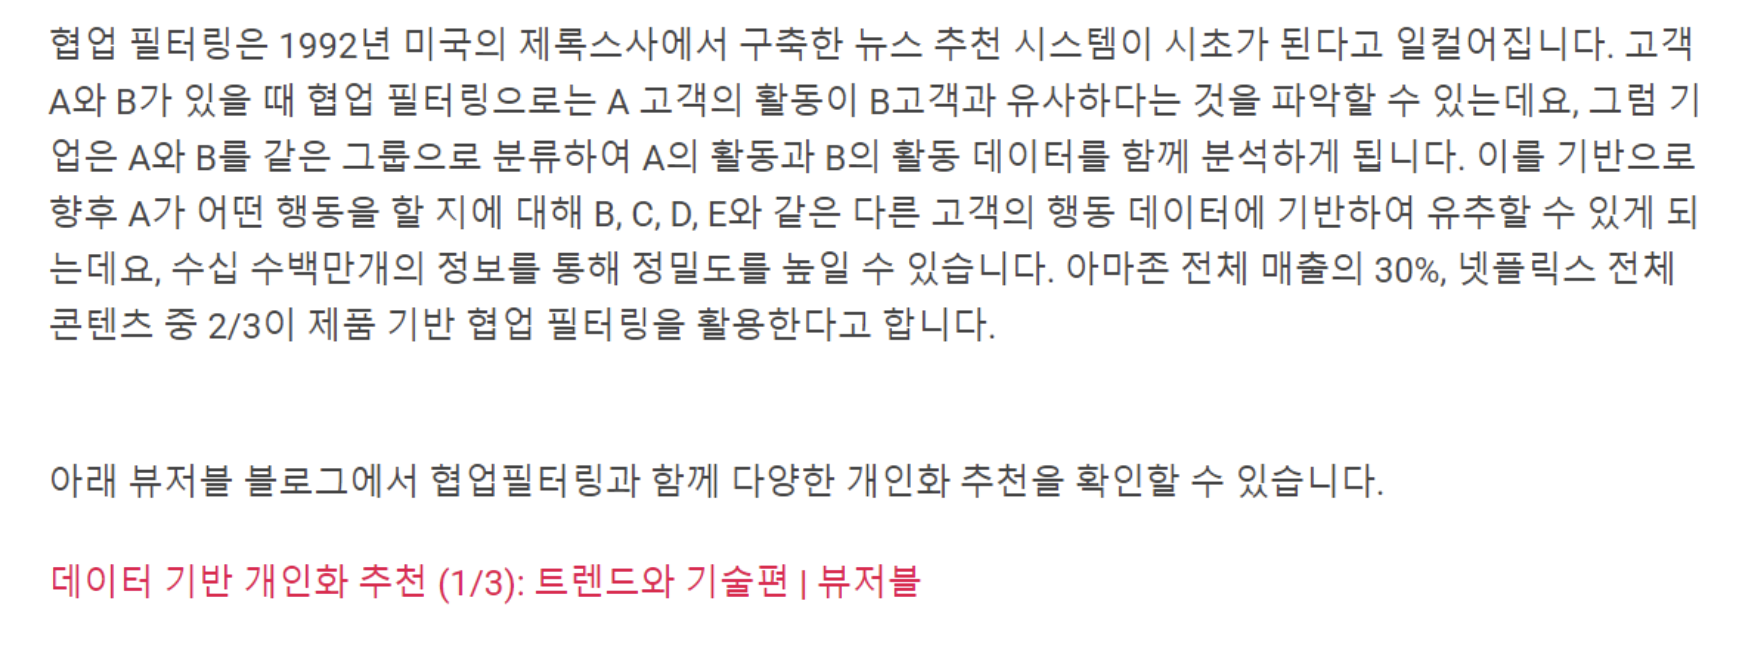 협업 필터링은 1992년 미국의 제록스사에서 구축한 뉴스 추천 시스템이 시초가 된다고 일컬어집니다. 고객
A와 B가 있을 때 협업 필터링으로는 A 고객의 활동이 B고객과 유사하다는 것을 파악할 수 있는데요, 그럼 기
업은 A와 B를 같은 그룹으로 분류하여 A의 활동과 B의 활동 데이터를 함께 분석하게 됩니다. 이를 기반으로
향후 A가 어떤 행동을 할 지에 대해 B, C, D, E와 같은 다른 고객의 행동 데이터에 기반하여 유추할 수 있게 되
는데요, 수십 수백만개의 정보를 통해 정밀도를 높일 수 있습니다. 아마존 전체 매출의 30%, 넷플릭스 전체
콘텐츠 중 2/3이 제품 기반 협업 필터링을 활용한다고 합니다.
아래 뷰저블 블로그에서 협업필터링과 함께 다양한 개인화 추천을 확인할 수 있습니다.
데이터 기반 개인화 추천 (1/3): 트렌드와 기술편 | 뷰저블